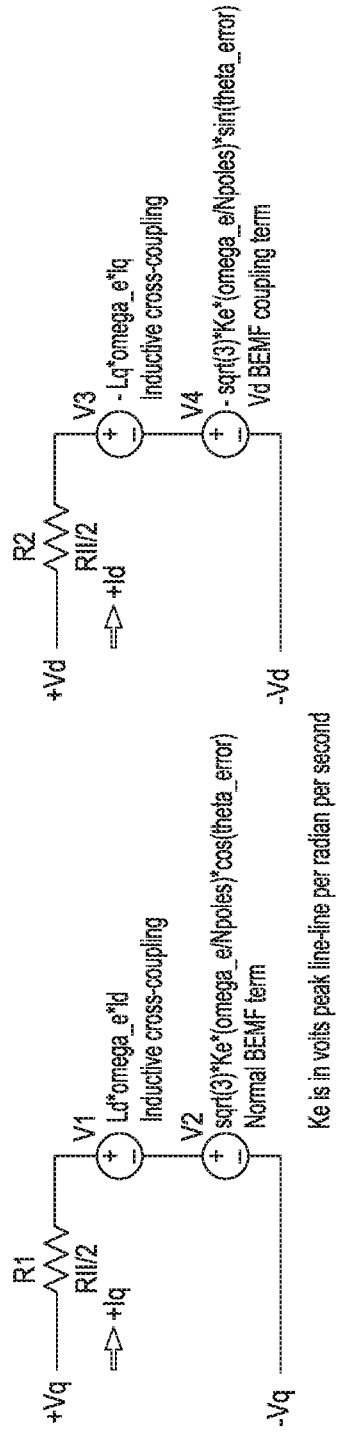 R1
RII/2
+Vq
+Iq
V1
Ld*omega_e*Id
Inductive cross-coupling
V2
sqrt(3)*Ke*(omega_e/Npoles)*cos(theta_error)
Normal BEMF term
-Vq
R2
RII/2
+Vd
+Id
V3
- Lq*omega_e*Iq
Inductive cross-coupling
V4
- sqrt(3)*Ke*(omega_e/Npoles)*sin(theta_error)
Vd BEMF coupling term
-Vd
Ke is in volts peak line-line per radian per second